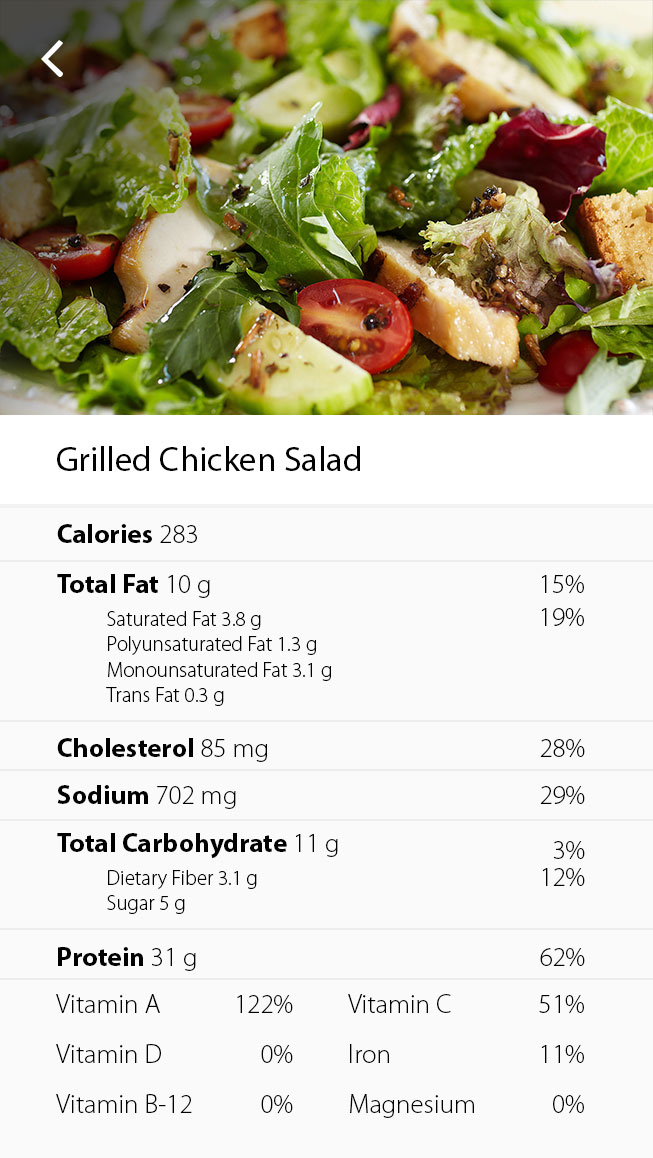 Grilled Chicken Salad
Calories 283
Total Fat 10 g 15%
Saturated Fat 3.8 g 19%
Polyunsaturated Fat 1.3 g
Monounsaturated Fat 3.1 g
Trans Fat 0.3 g
Cholesterol 85 mg 28%
Sodium 702 mg 29%
Total Carbohydrate 11 g 3%
Dietary Fiber 3.1 g 12%
Sugar 5 g
Protein 31 g 62%
Vitamin A 122% Vitamin C 51%
Vitamin D 0% Iron 11%
Vitamin B-12 0% Magnesium 0%